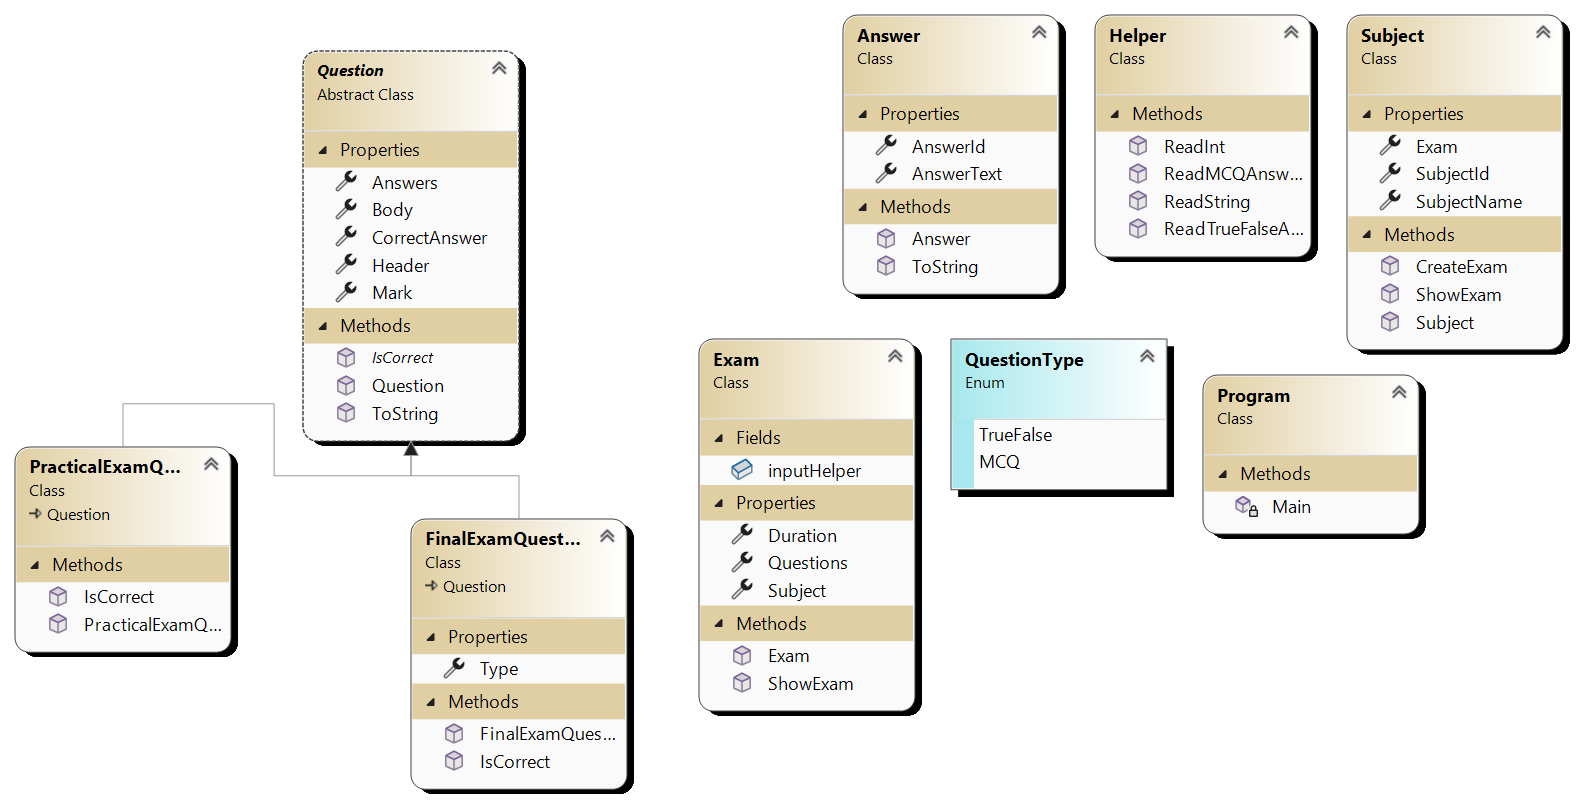 Question
Abstract Class
Properties
Answers
Body
CorrectAnswer
Header
Mark
Methods
IsCorrect
Question
ToString
PracticalExamQ...
Class
Question
Methods
IsCorrect
PracticalExamQ...
FinalExamQuest...
Class
Question
Properties
Type
Methods
FinalExamQues...
IsCorrect
Answer
Class
Properties
AnswerId
AnswerText
Methods
Answer
ToString
Helper
Class
Methods
ReadInt
ReadMCQAnsw...
ReadString
ReadTrueFalseA...
Subject
Class
Properties
Exam
SubjectId
SubjectName
Methods
CreateExam
ShowExam
Subject
Exam
Class
Fields
inputHelper
Properties
Duration
Questions
Subject
Methods
Exam
ShowExam
QuestionType
Enum
TrueFalse
MCQ
Program
Class
Methods
Main